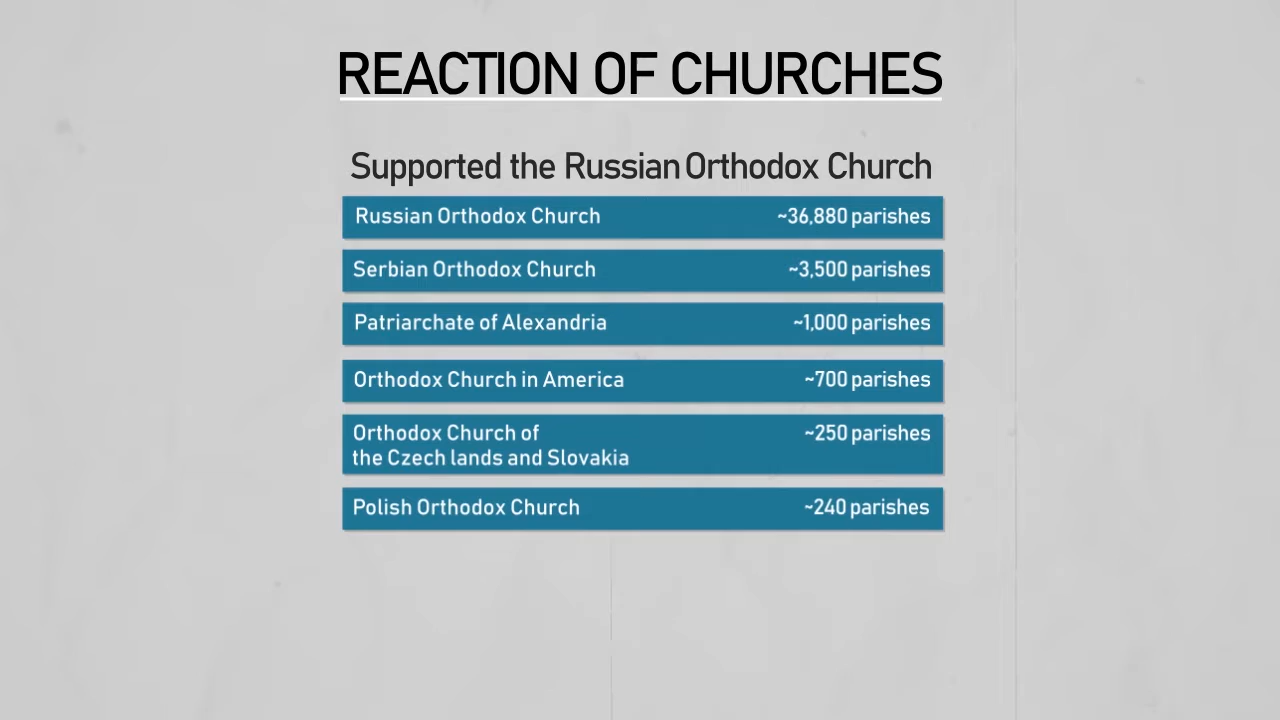 REACTION OF CHURCHES
Supported the Russian Orthodox Church
Russian Orthodox Church ~36,880 parishes
Serbian Orthodox Church ~3,500 parishes
Patriarchate of Alexandria ~1,000 parishes
Orthodox Church in America ~700 parishes
Orthodox Church of ~250 parishes
the Czech lands and Slovakia
Polish Orthodox Church ~240 parishes